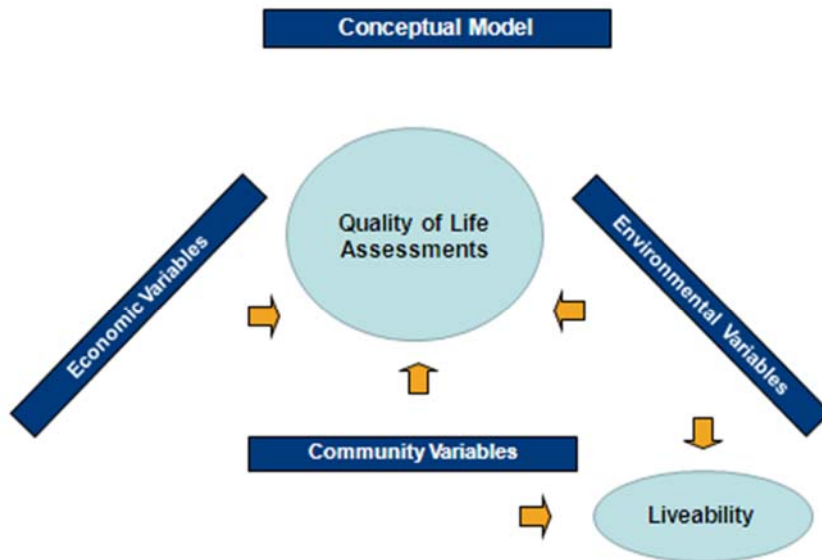 Conceptual Model
Quality of Life
Assessments
Economic Variables
Environmental Variables
Community Variables
Liveability